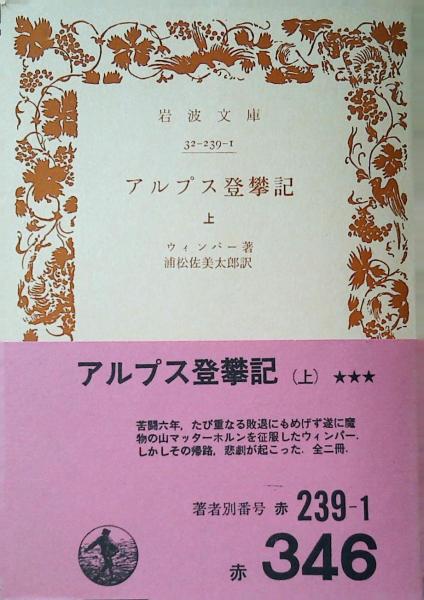 岩波文庫
32-239-1
アルプス登攀記
上
ウィンパー著
浦松佐美太郎訳
アルプス登攀記(上)★★★
苦闘六年,たび重なる敗退にもめげず遂に魔
物の山マッターホルンを征服したウィンパー.
しかしその帰路,悲劇が起こった.全二冊.
著者別番号 赤 239-1
赤 346